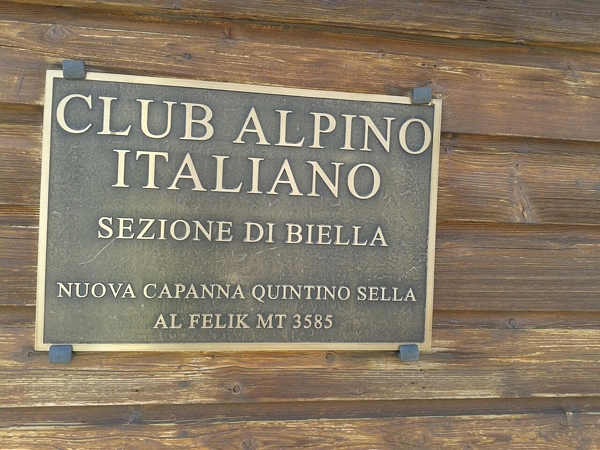 CLUB ALPINO
ITALIANO
SEZIONE DI BIELLA
NUOVA CAPANNA QUINTINO SELLA
AL FELIK MT 3585